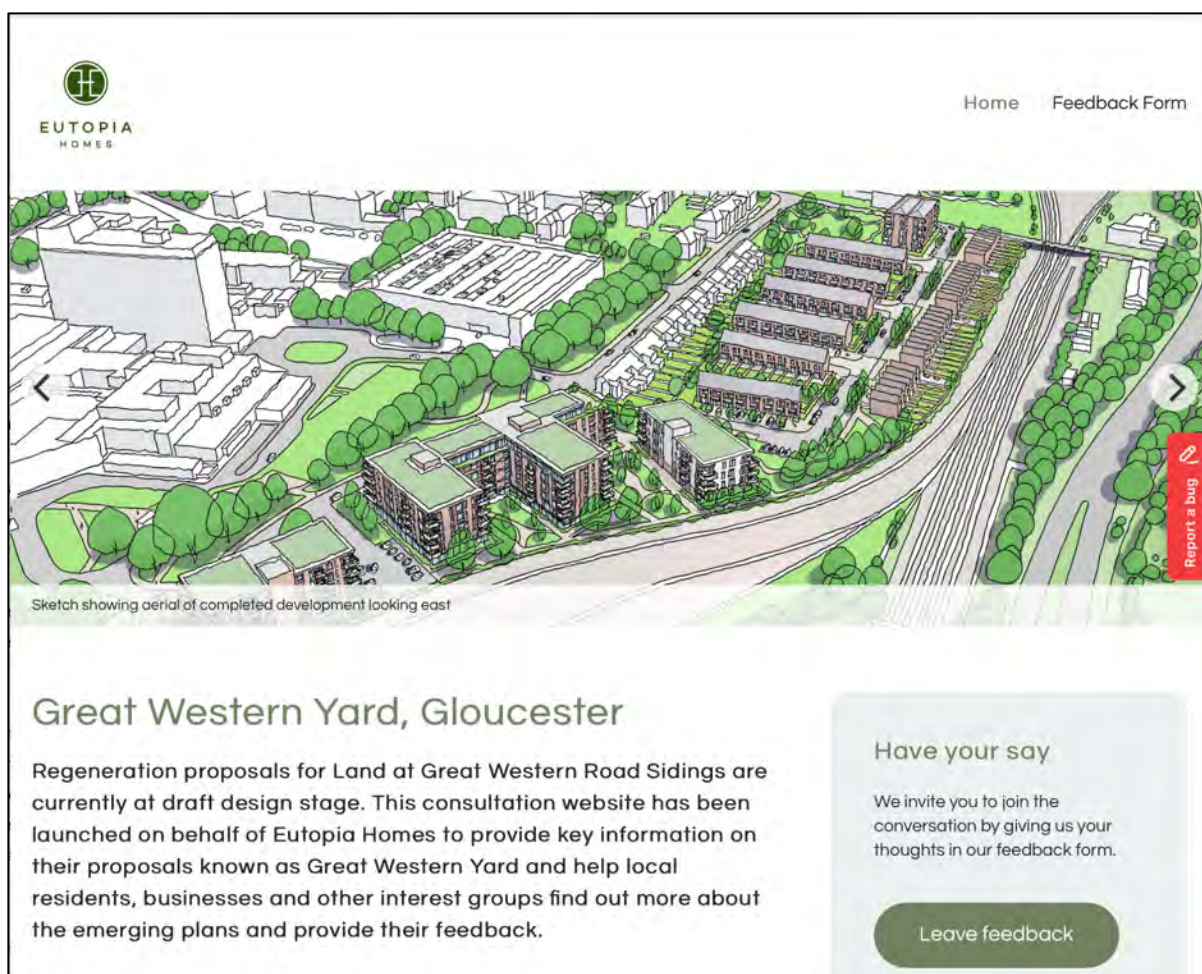 EUTOPIA
HOMES
Home
Feedback Form
Report a bug
Sketch showing aerial of completed development looking east
Great Western Yard, Gloucester
Regeneration proposals for Land at Great Western Road Sidings are
currently at draft design stage. This consultation website has been
launched on behalf of Eutopia Homes to provide key information on
their proposals known as Great Western Yard and help local
residents, businesses and other interest groups find out more about
the emerging plans and provide their feedback.
Have your say
We invite you to join the
conversation by giving us your
thoughts in our feedback form.
Leave feedback